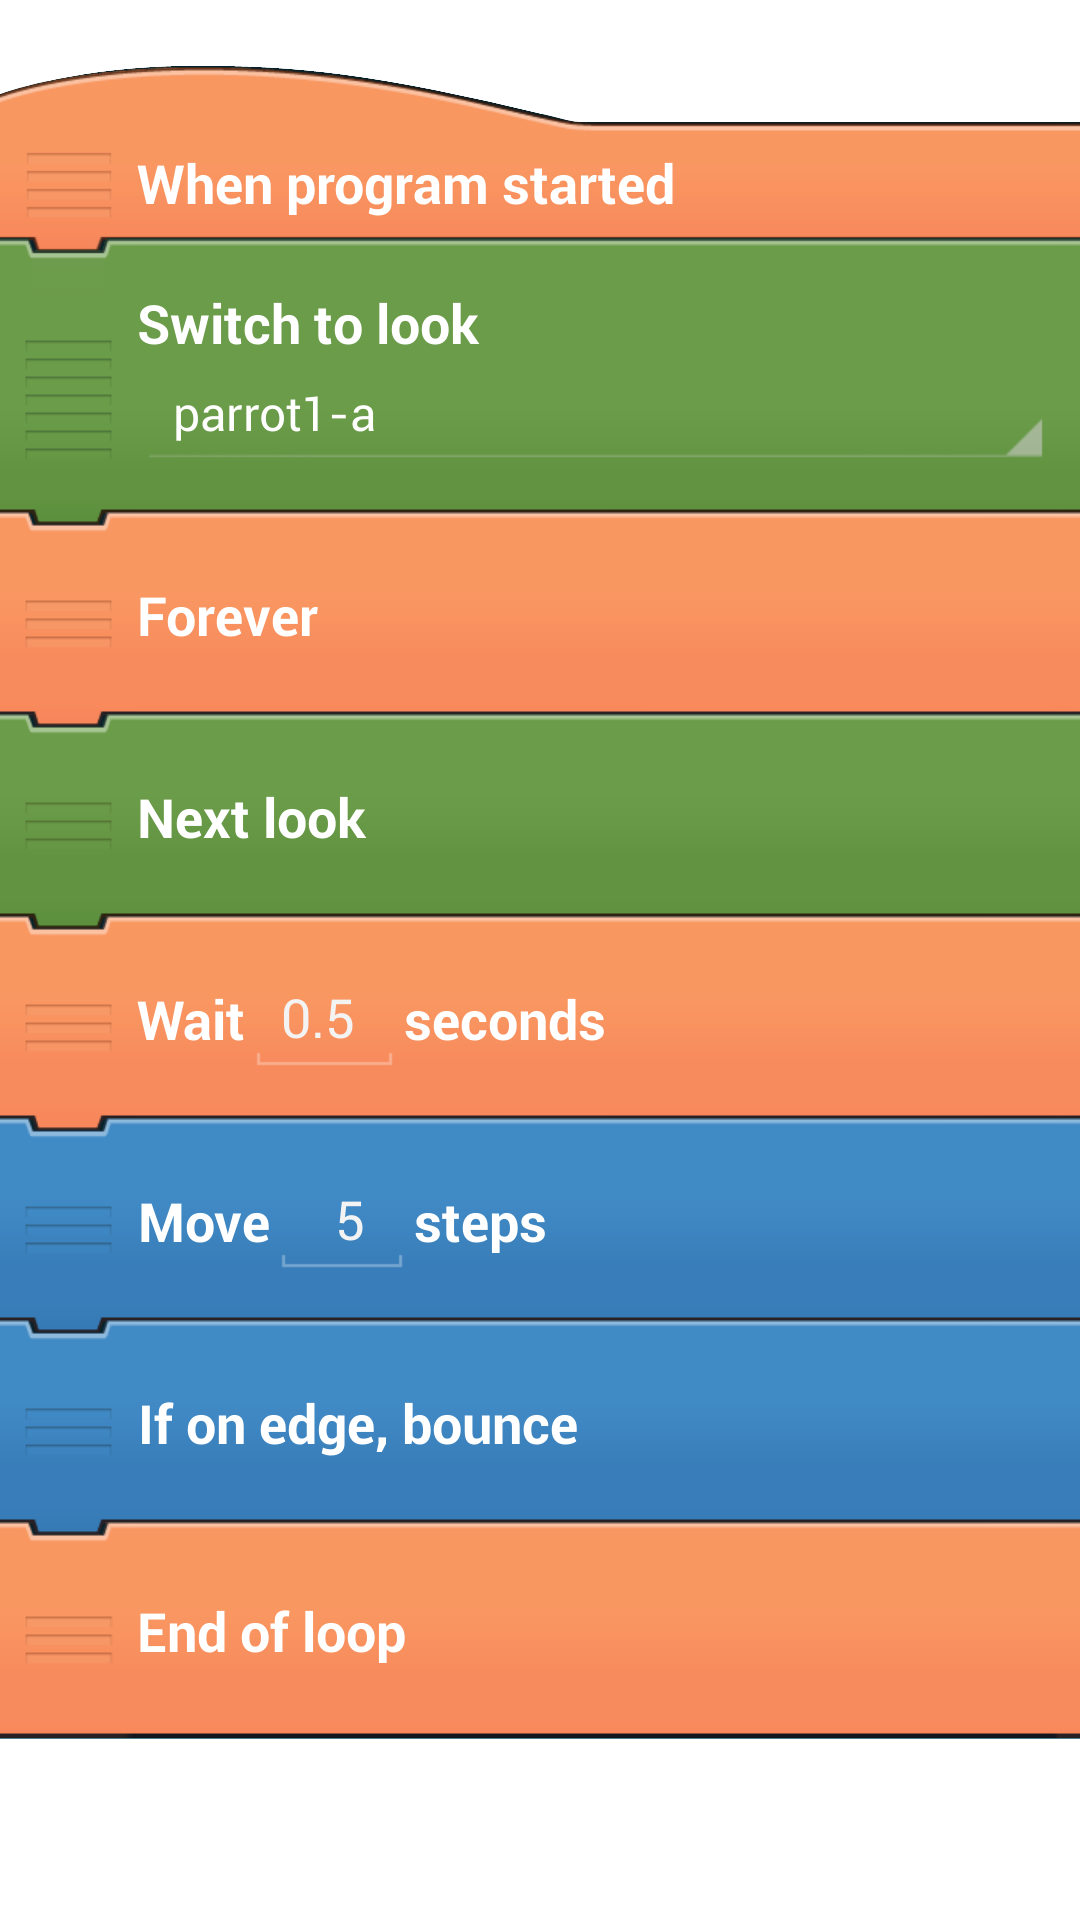 When program started
Switch to look
parrot1-a
Forever
Next look
Wait 0.5 seconds
Move 5 steps
If on edge, bounce
End of loop